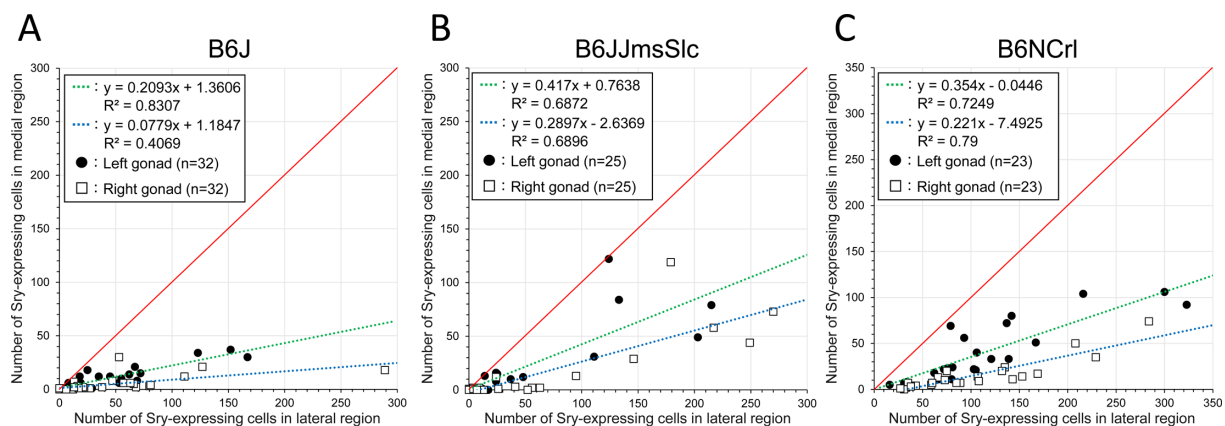 A
B6J
Number of Sry-expressing cells in medial region
300
250
200
150
100
50
0
: y = 0.2093x + 1.3606
R² = 0.8307
: y = 0.0779x + 1.1847
R² = 0.4069
: Left gonad (n=32)
: Right gonad (n=32)
0 50 100 150 200 250 300
Number of Sry-expressing cells in lateral region
B
B6JJmsSlc
Number of Sry-expressing cells in medial region
300
250
200
150
100
50
0
: y = 0.417x + 0.7638
R² = 0.6872
: y = 0.2897x - 2.6369
R² = 0.6896
: Left gonad (n=25)
: Right gonad (n=25)
0 50 100 150 200 250 300
Number of Sry-expressing cells in lateral region
C
B6NCrl
Number of Sry-expressing cells in medial region
350
300
250
200
150
100
50
0
: y = 0.354x - 0.0446
R² = 0.7249
: y = 0.221x - 7.4925
R² = 0.79
: Left gonad (n=23)
: Right gonad (n=23)
0 50 100 150 200 250 300 350
Number of Sry-expressing cells in lateral region